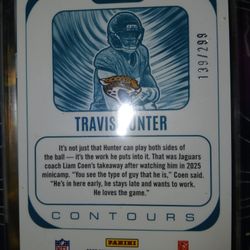 139/299
TRAVIS HUNTER
It's not just that Hunter can play both sides of
the ball — it's the work he puts into it. That was Jaguars
coach Liam Coen's takeaway after watching him in 2025
minicamp. "You see the type of guy that he is," Coen said.
"He's in here early, he stays late and wants to work.
He loves the game."
CONTOURS
NFL
PANINI